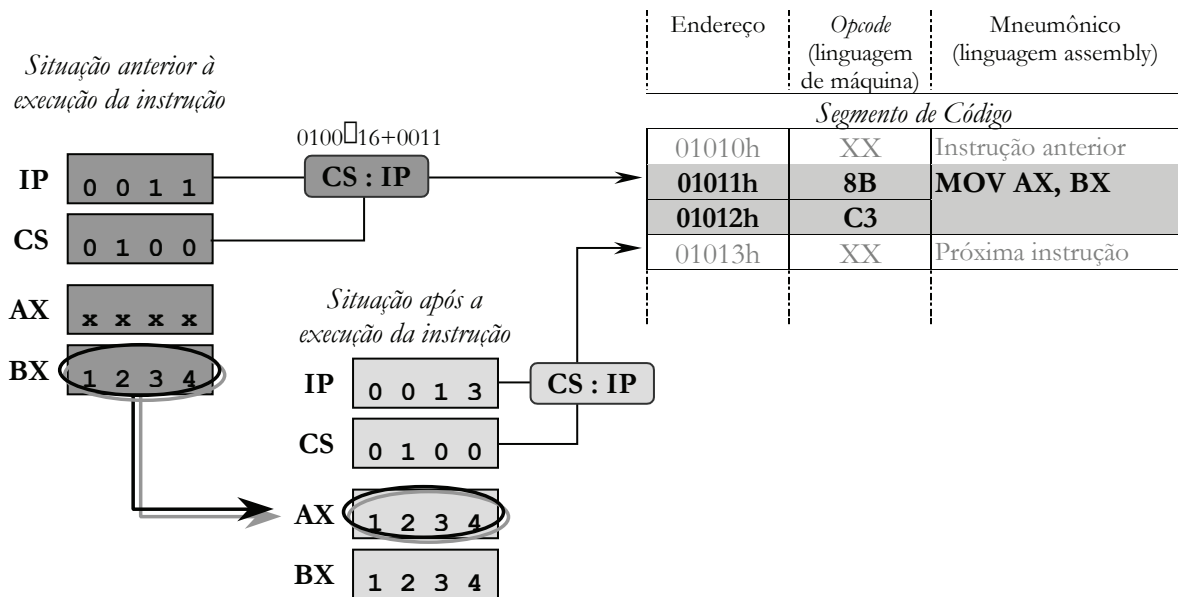 Endereço Opcode Mneumônico
(linguagem (linguagem assembly)
de máquina)
Segmento de Código
01010h XX Instrução anterior
01011h 8B MOV AX, BX
01012h C3
01013h XX Próxima instrução
Situação anterior à
execução da instrução
0100□16+0011
IP 0 0 1 1 CS : IP
CS 0 1 0 0
AX x x x x
BX 1 2 3 4
Situação após a
execução da instrução
IP 0 0 1 3 CS : IP
CS 0 1 0 0
AX 1 2 3 4
BX 1 2 3 4